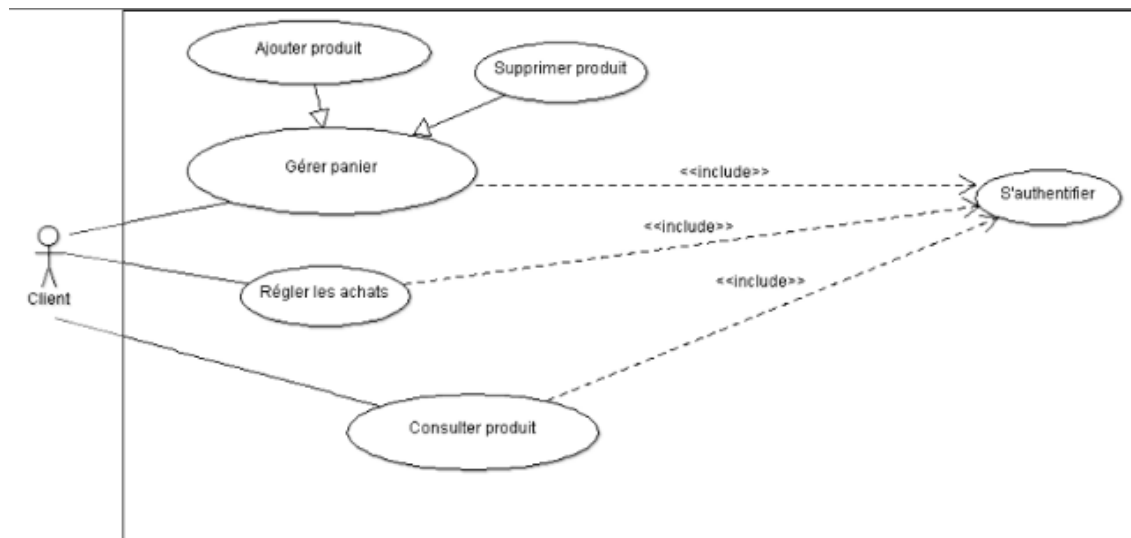 Ajouter produit
Supprimer produit
Gérer panier
<<include>>
S'authentifier
<<include>>
<<include>>
Régler les achats
Client
Consulter produit